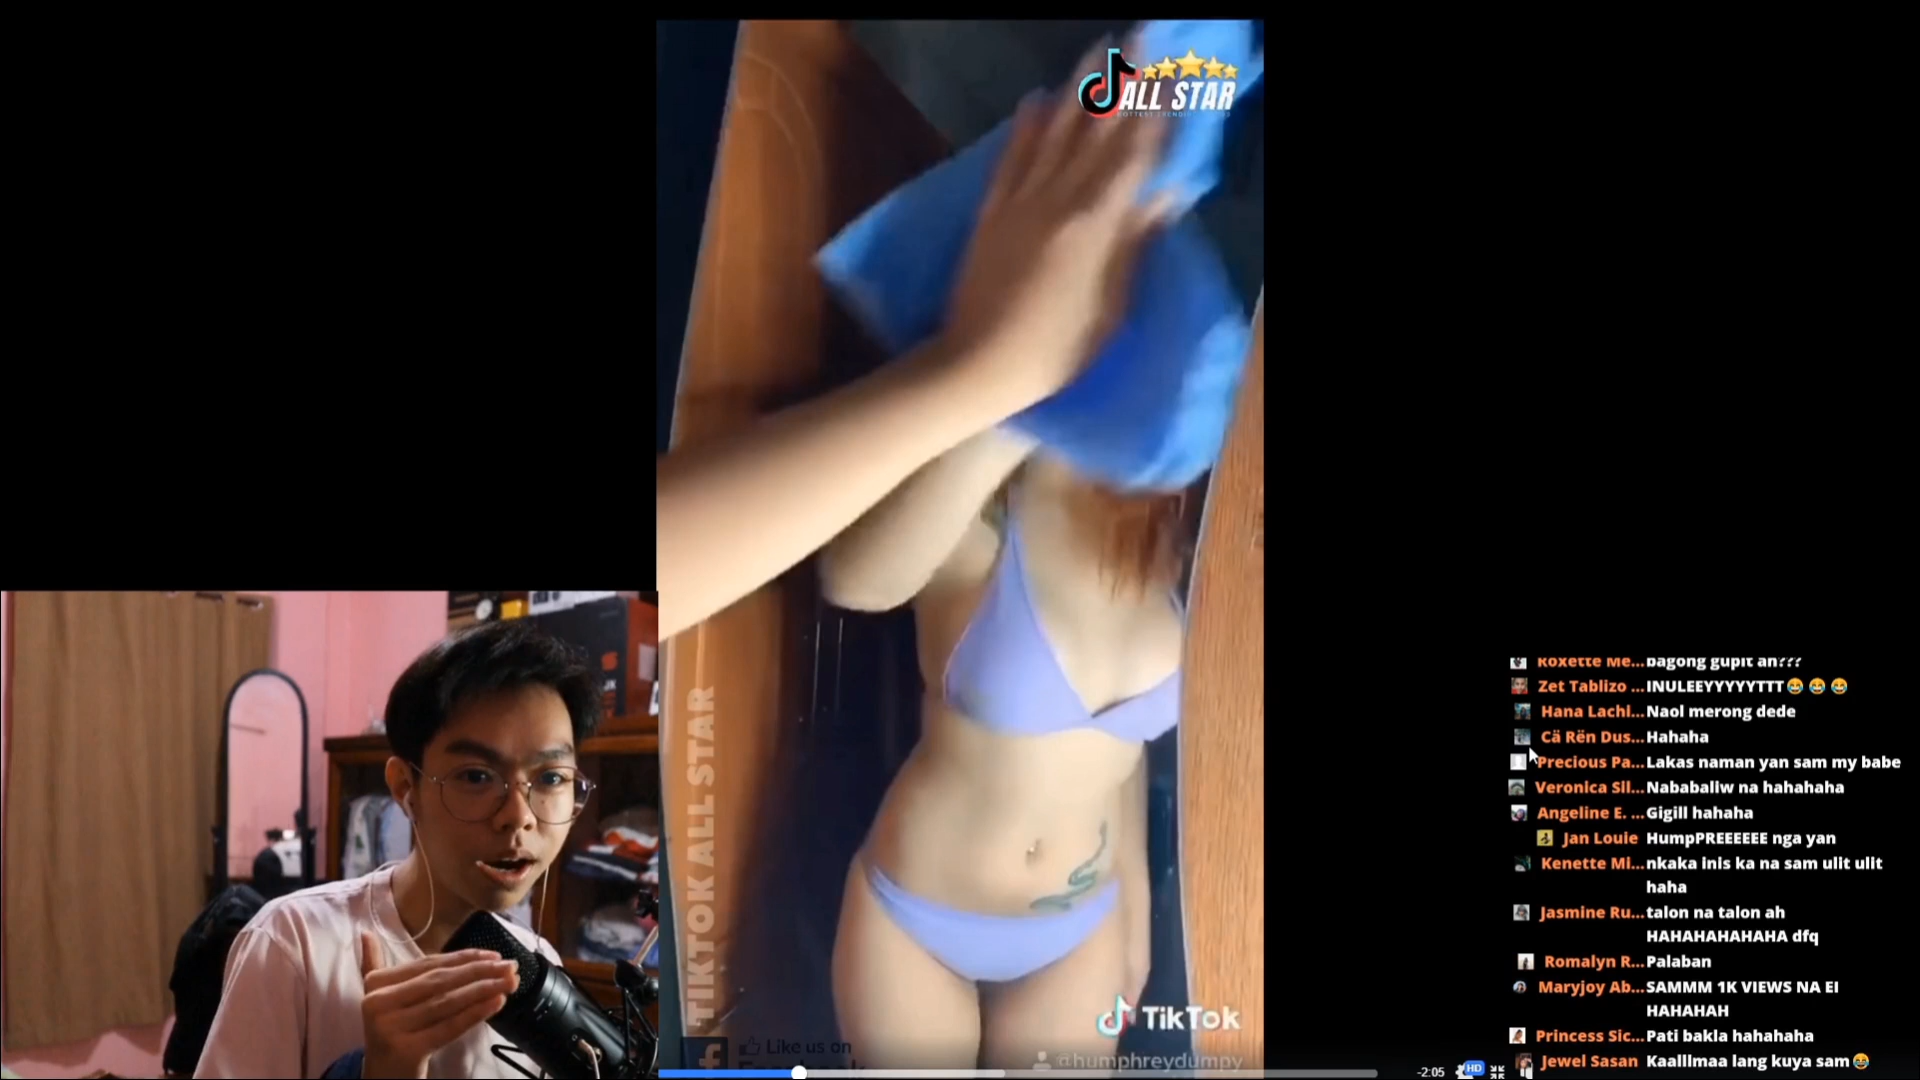 ALL STAR
TIKTOK ALL STAR
TikTok
Like us on
@humphreydumpy
-2:05
HD
Roxette Me... bagong gupit an???
Zet Tablizo ... INULEEYYYYYTTT😂 😂 😂
Hana Lachl... Naol merong dede
Cä Rën Dus... Hahaha
Precious Pa... Lakas naman yan sam my babe
Veronica Sil... Nababaliw na hahahaha
Angeline E. ... Gigill hahaha
Jan Louie HumpPREEEEEE nga yan
Kenette Mi... nkaka inis ka na sam ulit ulit
haha
Jasmine Ru... talon na talon ah
HAHAHAHAHAHA dfq
Romalyn R... Palaban
Maryjoy Ab... SAMMM 1K VIEWS NA EI
HAHAHAH
Princess Sic... Pati bakla hahahaha
Jewel Sasan Kaalllmaa lang kuya sam😂